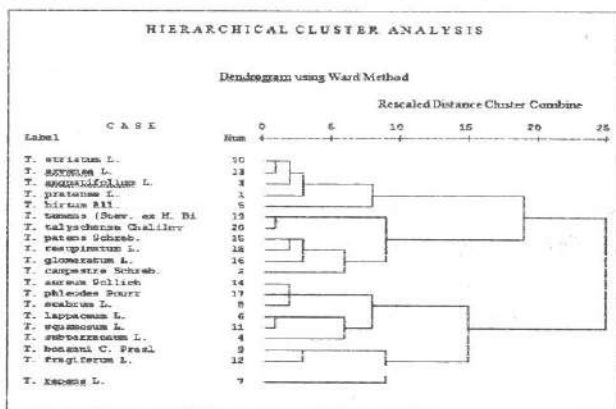 HIERARCHICAL CLUSTER ANALYSIS
Dendrogram using Ward Method
Rescaled Distance Cluster Combine
C A S E 0 5 10 15 20 25
Label Num
T. striatum L. 10
T. arvense L. 13
T. angustifolium L. 3
T. pratense L. 1
T. hirtum All. 5
T. tumens (Stev. ex M. Bi 19
T. talyschense Chalilov 20
T. patens Schreb. 15
T. resupinatum L. 18
T. glomeratum L. 16
T. campestre Schreb. 2
T. aureum Pollich 14
T. phleodes Pourr 17
T. scabrum L. 8
T. lappaceum L. 6
T. squamosum L. 11
T. subterraneum L. 4
T. bonanni C. Presl 9
T. fragiferum L. 12
T. repens L. 7